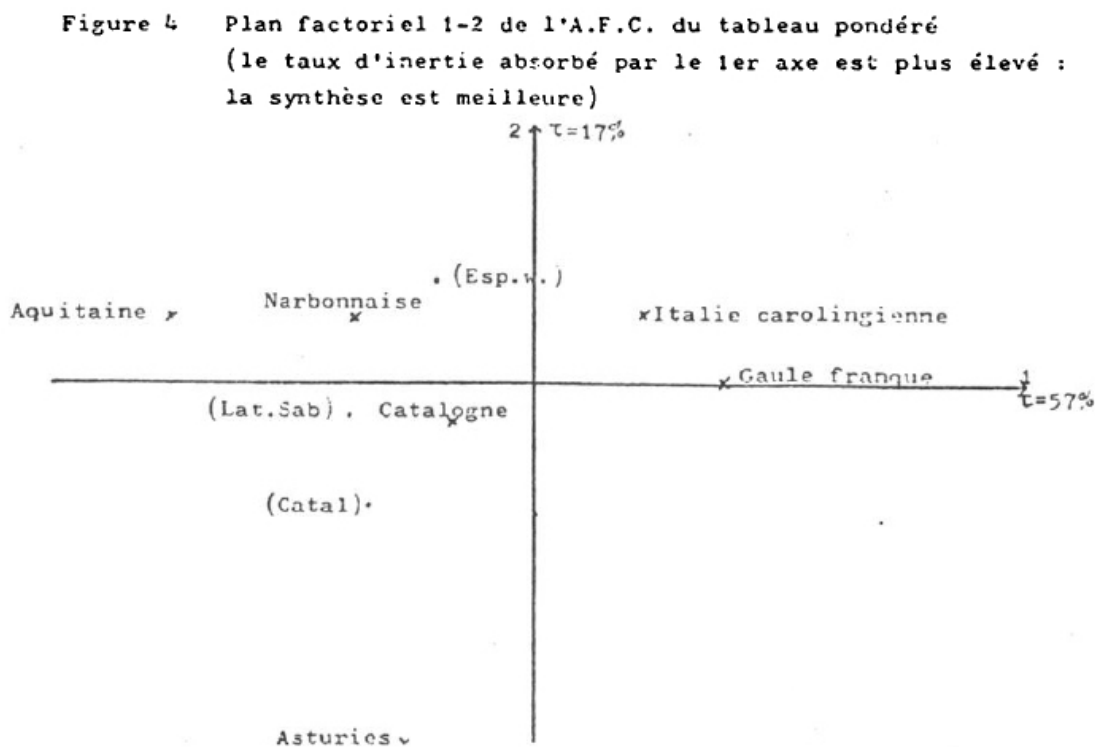 Figure 4 Plan factoriel 1-2 de l'A.F.C. du tableau pondéré
(le taux d'inertie absorbé par le 1er axe est plus élevé :
la synthèse est meilleure)
2 τ=17%
. (Esp.w.)
Aquitaine Narbonnaise Italie carolingienne
Gaule franque 1
τ=57%
(Lat.Sab) . Catalogne
(Catal).
Asturies